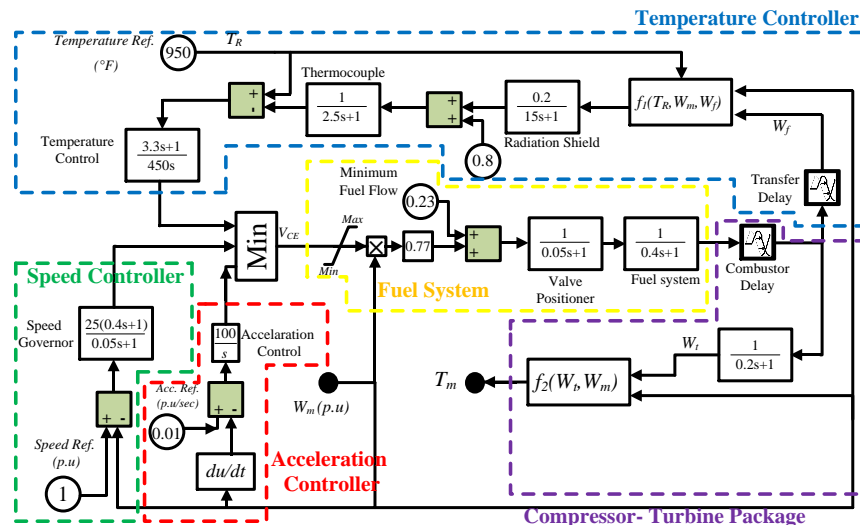 Temperature Controller
Temperature Ref.
(°F)
950
T_R
Thermocouple
+
-
1
2.5s+1
+
+
0.2
15s+1
Radiation Shield
f1(T_R,W_m,W_f)
W_f
Temperature
Control
3.3s+1
450s
0.8
Minimum
Fuel Flow
0.23
Transfer
Delay
Min
V_CE
Max
Min
0.77
+
+
1
0.05s+1
Valve
Positioner
1
0.4s+1
Fuel system
Combustor
Delay
Fuel System
Speed Controller
Speed
Governor
25(0.4s+1)
0.05s+1
100
s
Accelaration
Control
+ -
Acc. Ref.
(p.u/sec)
+ -
0.01
Speed Ref.
(p.u)
1
du/dt
Acceleration
Controller
W_m (p.u)
T_m
f2(W_t,W_m)
W_t
1
0.2s+1
Compressor- Turbine Package